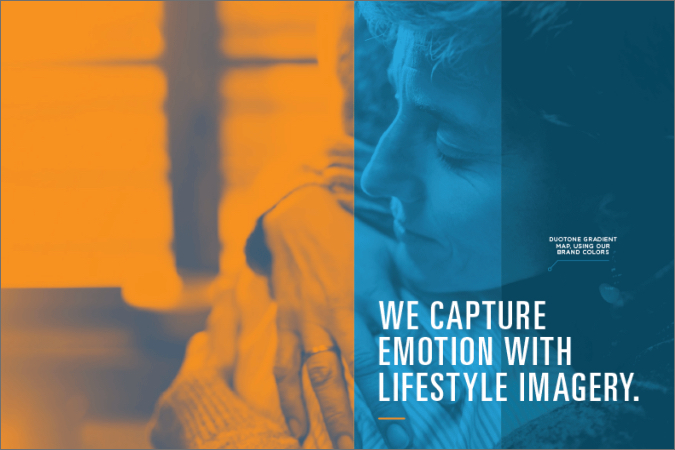 DUOTONE GRADIENT
MAP, USING OUR
BRAND COLORS
WE CAPTURE
EMOTION WITH
LIFESTYLE IMAGERY.